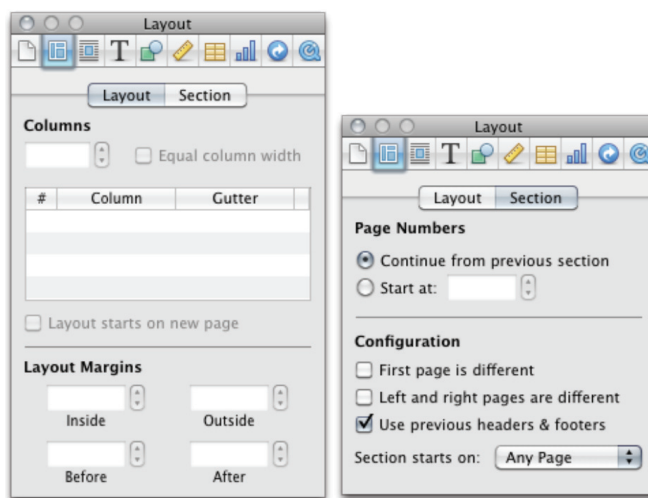 Layout
T
Layout Section
Columns
Equal column width
# Column Gutter
Layout starts on new page
Layout Margins
Inside Outside
Before After
Layout
T
Layout Section
Page Numbers
Continue from previous section
Start at:
Configuration
First page is different
Left and right pages are different
Use previous headers & footers
Section starts on: Any Page